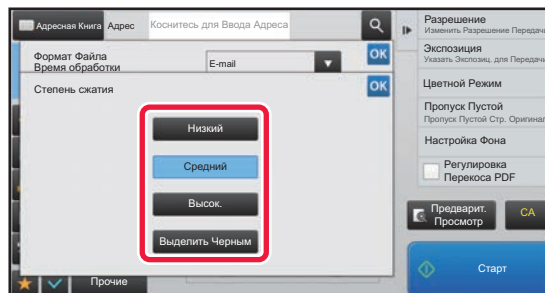 Адресная Книга
Адрес
Коснитесь для Ввода Адреса
Формат Файла
Время обработки
E-mail
OK
Степень сжатия
OK
Низкий
Средний
Высок.
Выделить Черным
Прочие
Разрешение
Изменить Разрешение Передачи
Экспозиция
Указать Экспозиц. для Передачи
Цветной Режим
Пропуск Пустой
Пропуск Пустой Стр. Оригинал
Настройка Фона
Регулировка
Перекоса PDF
Предварит.
Просмотр
CA
Старт